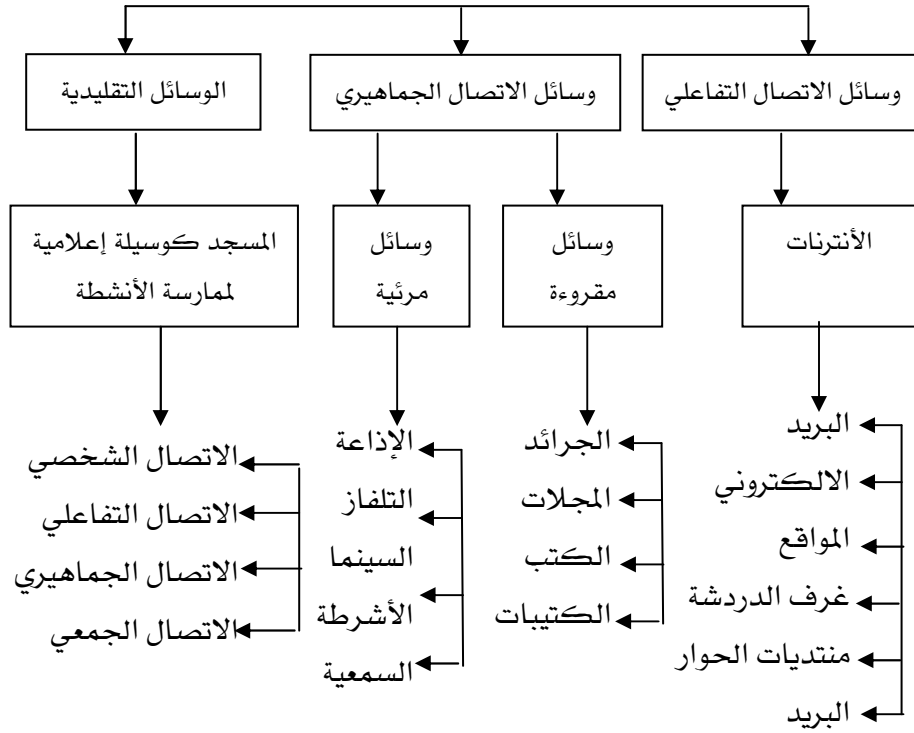 وسائل الاتصال التفاعلي
وسائل الاتصال الجماهيري
الوسائل التقليدية
الأنترنات
وسائل
مقروءة
وسائل
مرئية
المسجد كوسيلة إعلامية
لممارسة الأنشطة
البريد
الالكتروني
المواقع
غرف الدردشة
منتديات الحوار
البريد
الجرائد
المجلات
الكتب
الكتيبات
الإذاعة
التلفاز
السينما
الأشرطة
السمعية
الاتصال الشخصي
الاتصال التفاعلي
الاتصال الجماهيري
الاتصال الجمعي